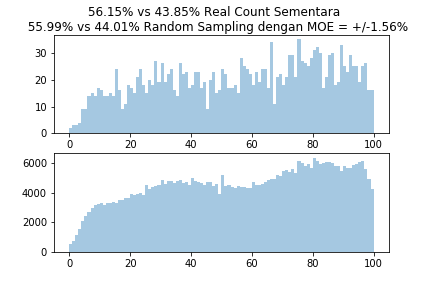 56.15% vs 43.85% Real Count Sementara
55.99% vs 44.01% Random Sampling dengan MOE = +/-1.56%
30
20
10
0
0 20 40 60 80 100
6000
4000
2000
0
0 20 40 60 80 100